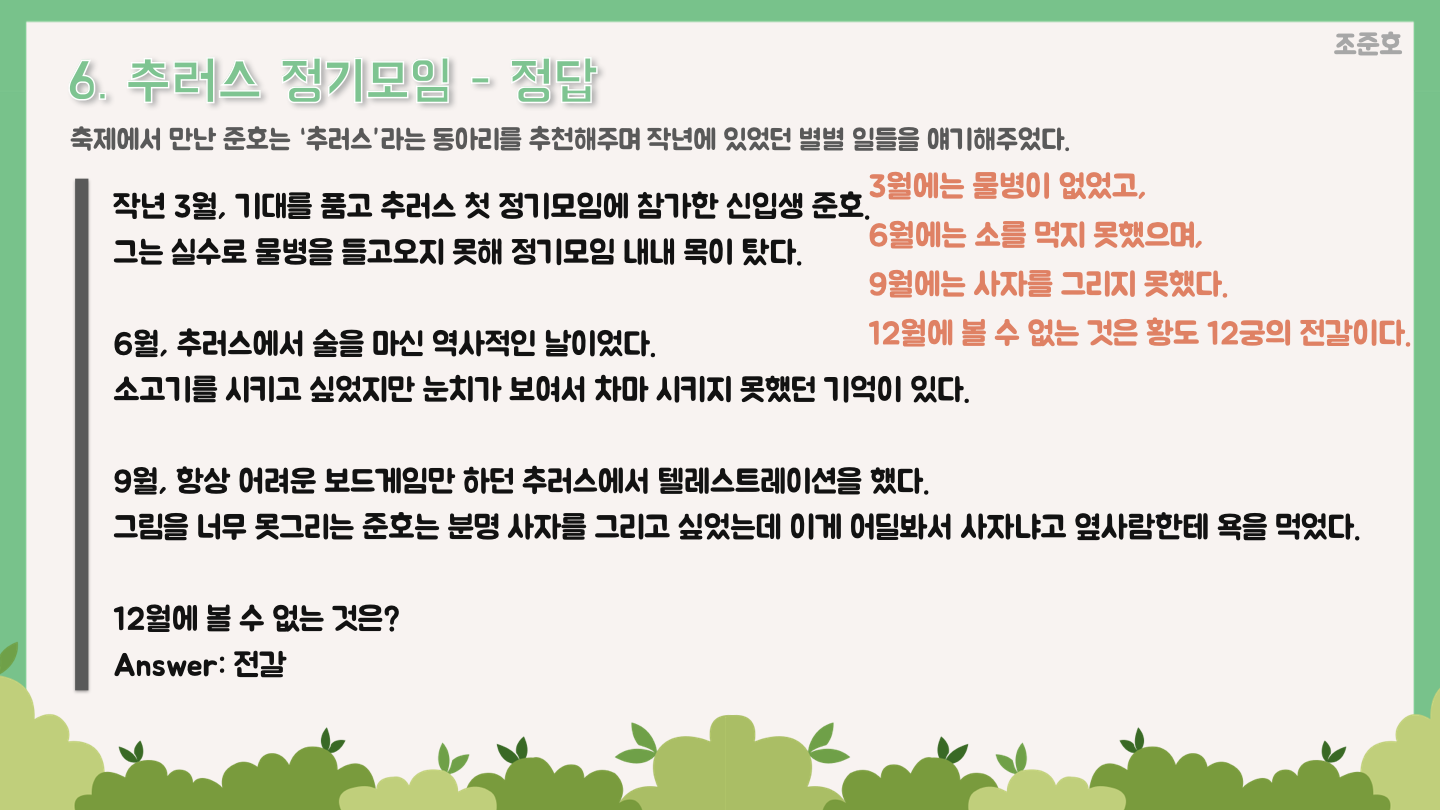 조준호
6. 추러스 정기모임 - 정답
축제에서 만난 준호는 ‘추러스’라는 동아리를 추천해주며 작년에 있었던 별별 일들을 얘기해주었다.
작년 3월, 기대를 품고 추러스 첫 정기모임에 참가한 신입생 준호.
그는 실수로 물병을 들고오지 못해 정기모임 내내 목이 탔다.
6월, 추러스에서 술을 마신 역사적인 날이었다.
소고기를 시키고 싶었지만 눈치가 보여서 차마 시키지 못했던 기억이 있다.
9월, 항상 어려운 보드게임만 하던 추러스에서 텔레스트레이션을 했다.
그림을 너무 못그리는 준호는 분명 사자를 그리고 싶었는데 이게 어딜봐서 사자냐고 옆사람한테 욕을 먹었다.
12월에 볼 수 없는 것은?
Answer: 전갈
3월에는 물병이 없었고,
6월에는 소를 먹지 못했으며,
9월에는 사자를 그리지 못했다.
12월에 볼 수 없는 것은 황도 12궁의 전갈이다.